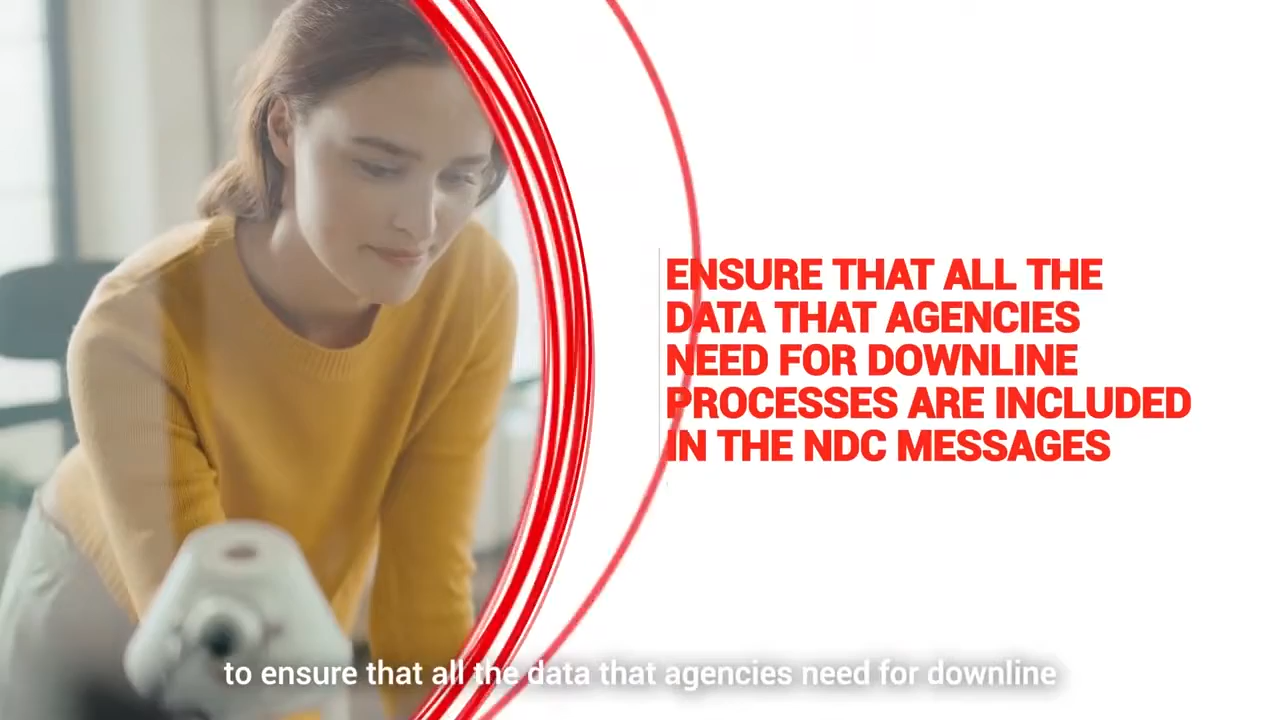 ENSURE THAT ALL THE
DATA THAT AGENCIES
NEED FOR DOWNLINE
PROCESSES ARE INCLUDED
IN THE NDC MESSAGES
to ensure that all the data that agencies need for downline